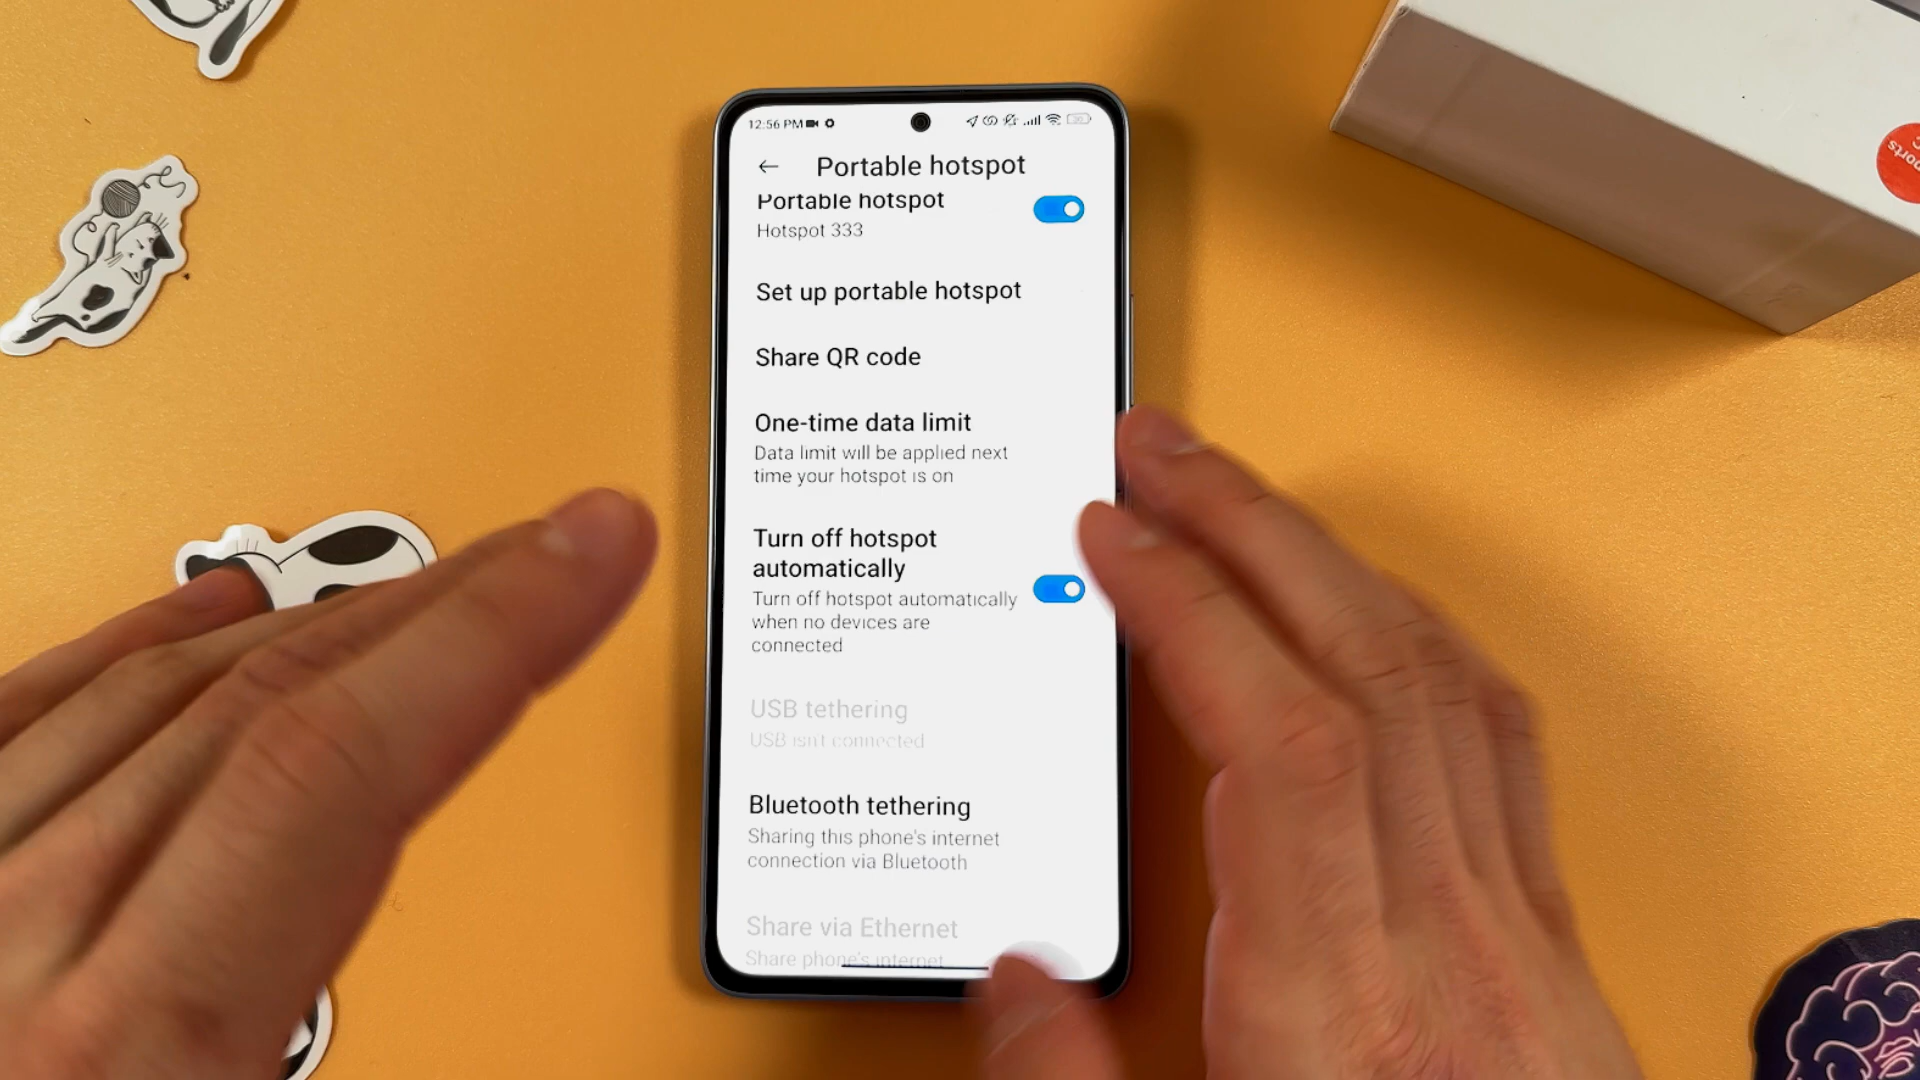 12:56 PM
Portable hotspot
Portable hotspot
Hotspot 333
Set up portable hotspot
Share QR code
One-time data limit
Data limit will be applied next
time your hotspot is on
Turn off hotspot
automatically
Turn off hotspot automatically
when no devices are
connected
USB tethering
USB isn't connected
Bluetooth tethering
Sharing this phone's internet
connection via Bluetooth
Share via Ethernet
Share phone's internet